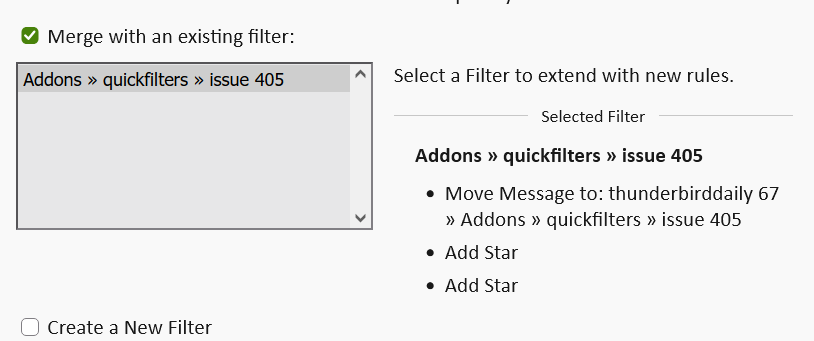 Merge with an existing filter:
Addons » quickfilters » issue 405
Select a Filter to extend with new rules.
Selected Filter
Addons » quickfilters » issue 405
• Move Message to: thunderbirddaily 67
» Addons » quickfilters » issue 405
• Add Star
• Add Star
Create a New Filter